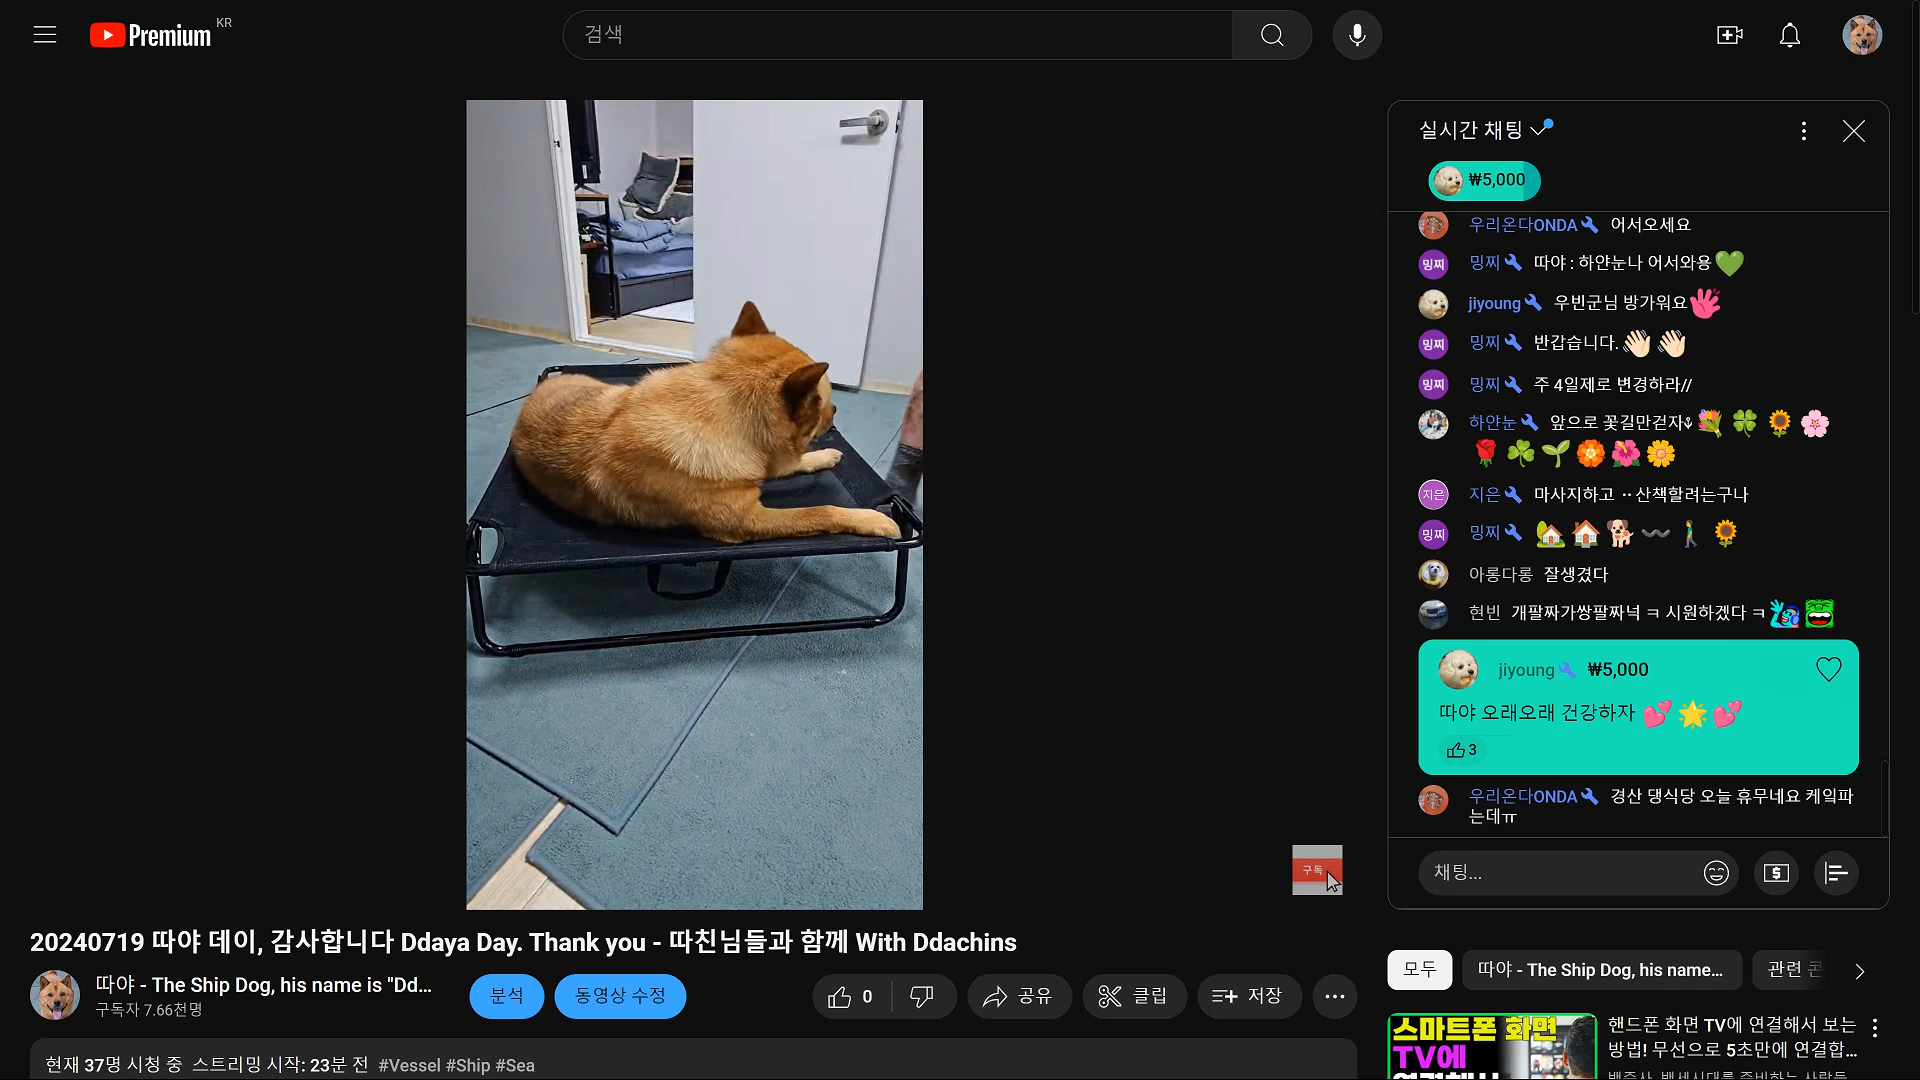 Premium KR
검색
실시간 채팅
₩5,000
우리온다ONDA 어서오세요
밍찌 밍찌 따야 : 하얀눈나 어서와용
jiyoung 우빈군님 방가워요
밍찌 밍찌 반갑습니다.
밍찌 밍찌 주 4일제로 변경하라//
하얀눈 앞으로 꽃길만걷자
지은 지은 마사지하고 ··산책할려는구나
밍찌 밍찌
아롱다롱 잘생겼다
현빈 개팔짜가쌍팔짜넉 ㅋ 시원하겠다 ㅋ
jiyoung ₩5,000
따야 오래오래 건강하자
3
우리온다ONDA 경산 댕식당 오늘 휴무네요 케잌파
는데ㅠ
구독
채팅...
20240719 따야 데이, 감사합니다 Ddaya Day. Thank you - 따친님들과 함께 With Ddachins
따야 - The Ship Dog, his name is "Dd...
구독자 7.66천명
분석
동영상 수정
0
공유
클립
저장
현재 37명 시청 중 스트리밍 시작: 23분 전 #Vessel #Ship #Sea
모두
따야 - The Ship Dog, his name...
관련
스마트폰 화면
TV에
핸드폰 화면 TV에 연결해서 보는
방법! 무선으로 5초만에 연결합...